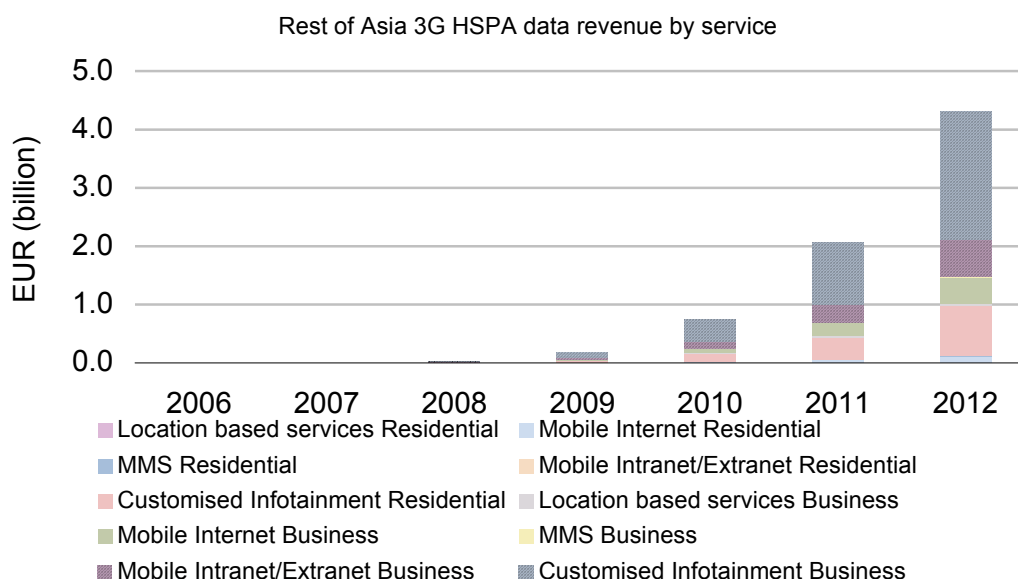 Rest of Asia 3G HSPA data revenue by service
EUR (billion)
5.0
4.0
3.0
2.0
1.0
0.0
2006 2007 2008 2009 2010 2011 2012
Location based services Residential Mobile Internet Residential
MMS Residential Mobile Intranet/Extranet Residential
Customised Infotainment Residential Location based services Business
Mobile Internet Business MMS Business
Mobile Intranet/Extranet Business Customised Infotainment Business